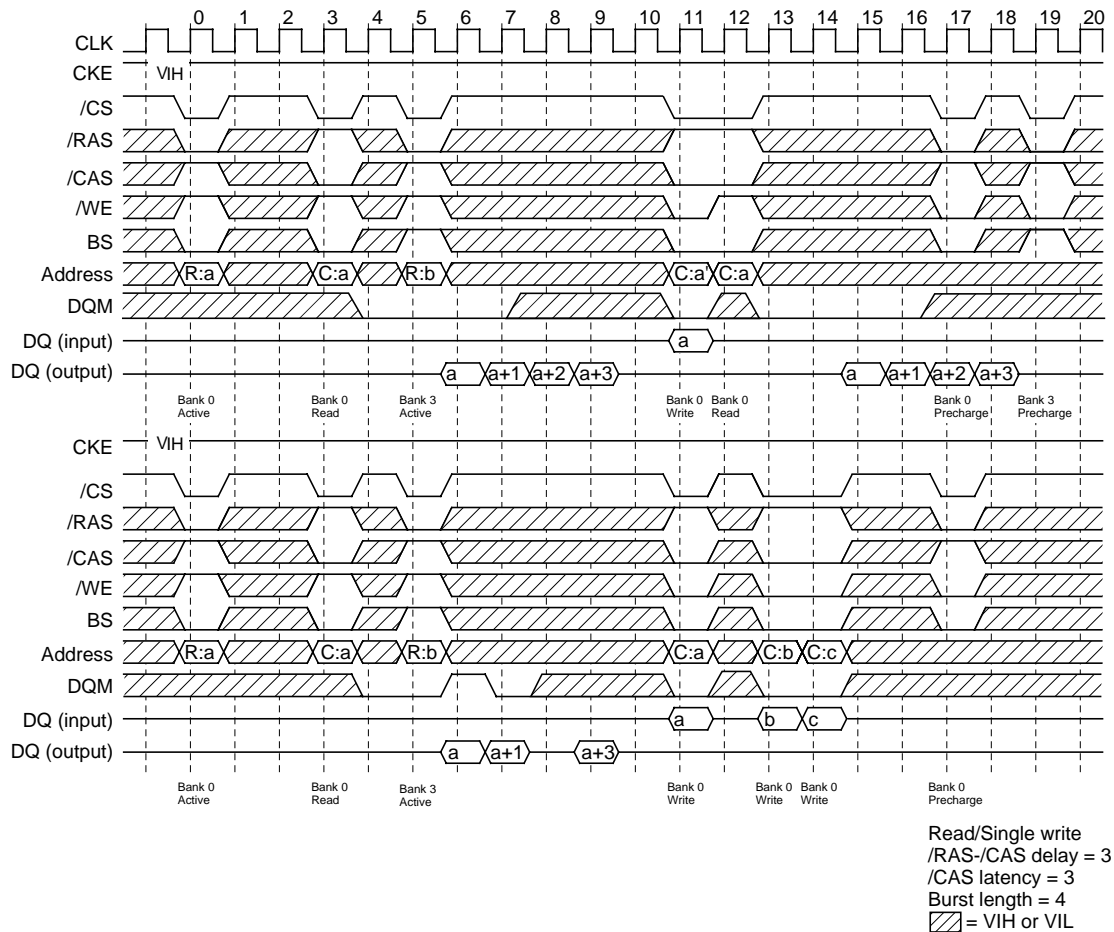 0 1 2 3 4 5 6 7 8 9 10 11 12 13 14 15 16 17 18 19 20
CLK
CKE VIH
/CS
/RAS
/CAS
/WE
BS
Address R:a C:a R:b C:a' C:a
DQM
DQ (input) a
DQ (output) a a+1 a+2 a+3 a a+1 a+2 a+3
Bank 0 Bank 0 Bank 3 Bank 0 Bank 0 Bank 0 Bank 3
Active Read Active Write Read Precharge Precharge
CKE VIH
/CS
/RAS
/CAS
/WE
BS
Address R:a C:a R:b C:a C:b C:c
DQM
DQ (input) a b c
DQ (output) a a+1 a+3
Bank 0 Bank 0 Bank 3 Bank 0 Bank 0 Bank 0 Bank 0
Active Read Active Write Write Write Precharge
Read/Single write
/RAS-/CAS delay = 3
/CAS latency = 3
Burst length = 4
= VIH or VIL